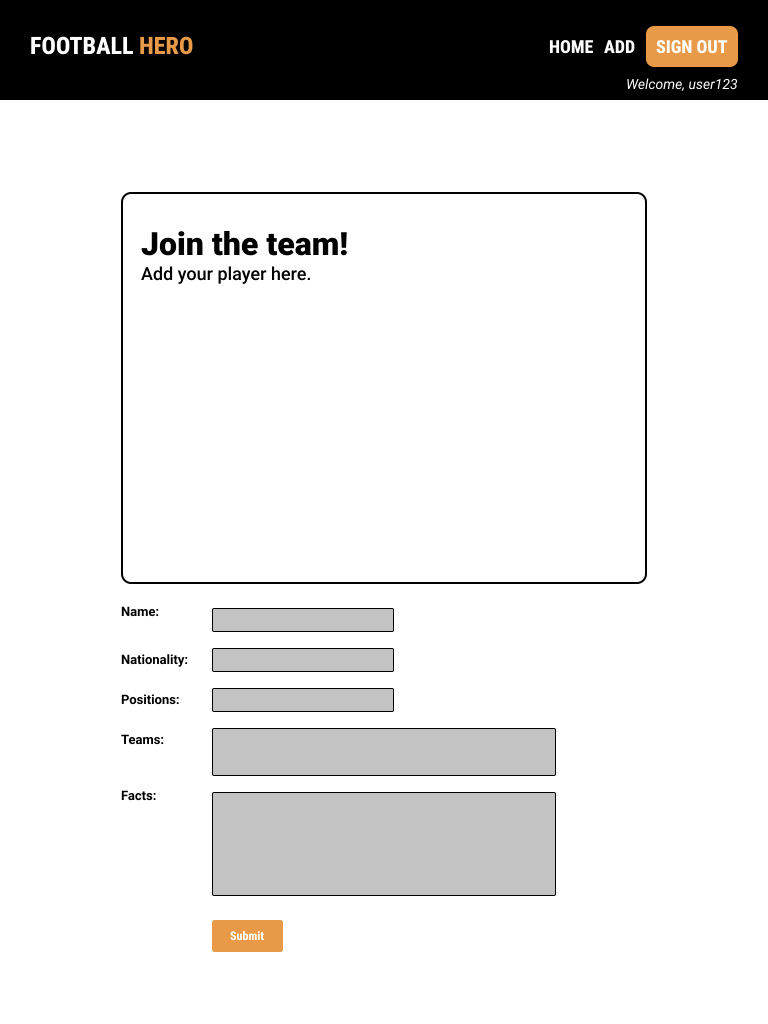 FOOTBALL HERO
HOME ADD SIGN OUT
Welcome, user123
Join the team!
Add your player here.
Name:
Nationality:
Positions:
Teams:
Facts:
Submit